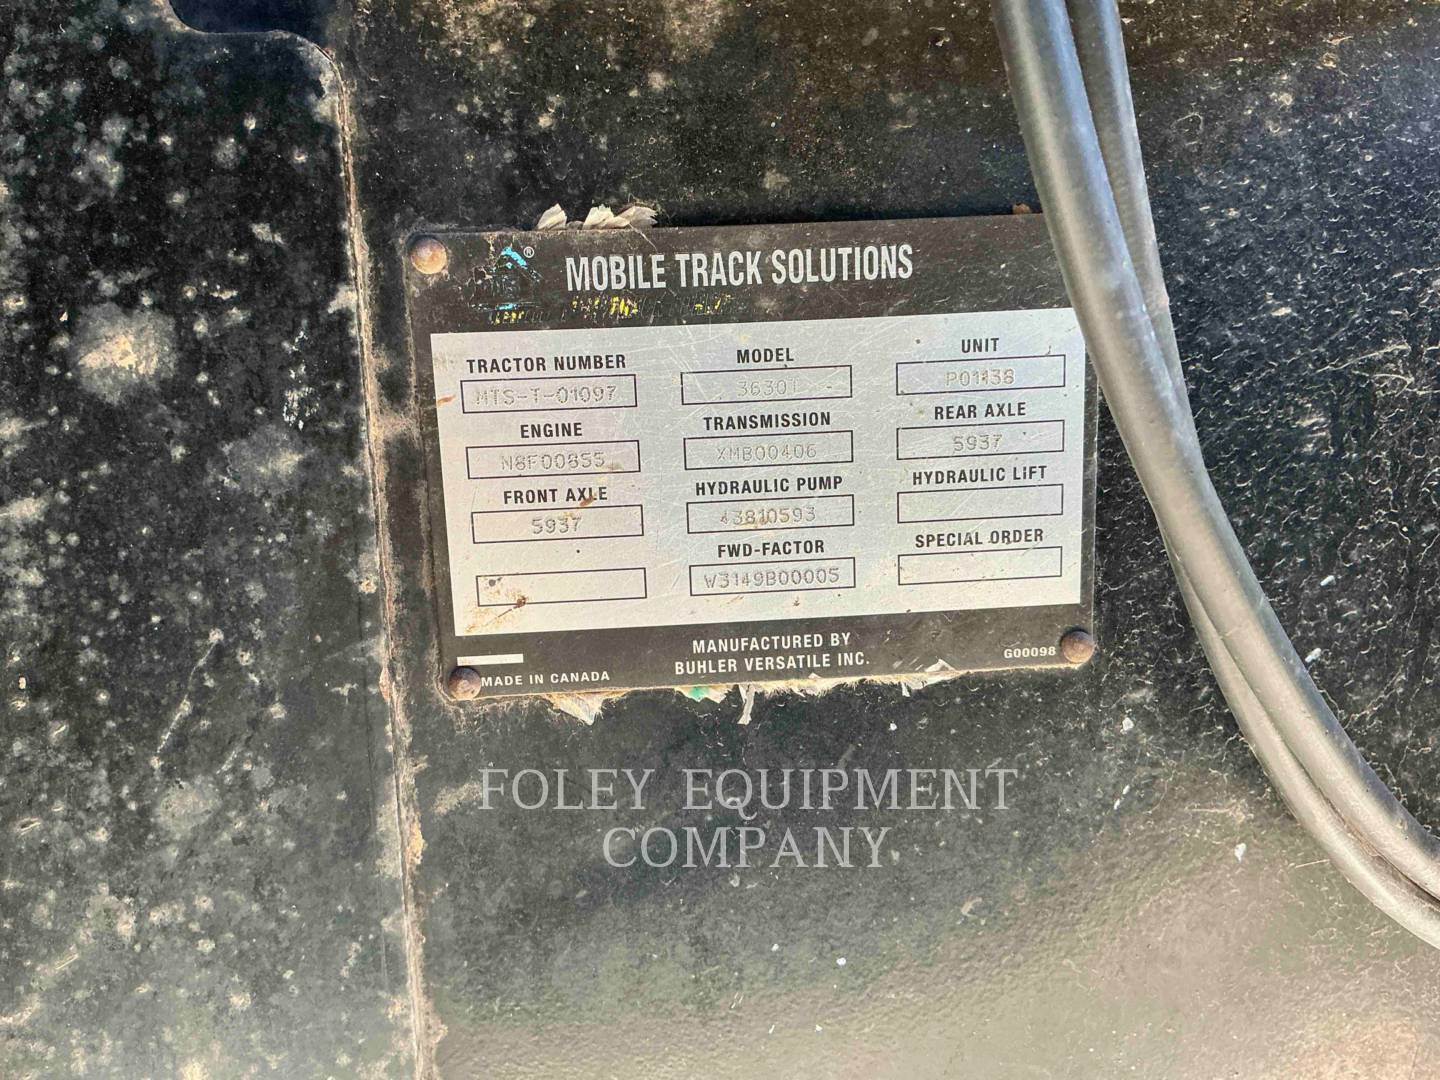 ®
MOBILE TRACK SOLUTIONS
TRACTOR NUMBER MODEL UNIT
MTS-T-01097 3630T P01138
ENGINE TRANSMISSION REAR AXLE
N8F00855 XMB00406 5937
FRONT AXLE HYDRAULIC PUMP HYDRAULIC LIFT
5937 43810593
FWD-FACTOR SPECIAL ORDER
W3149B00005
MANUFACTURED BY
BUHLER VERSATILE INC.
MADE IN CANADA
G00098
FOLEY EQUIPMENT
COMPANY